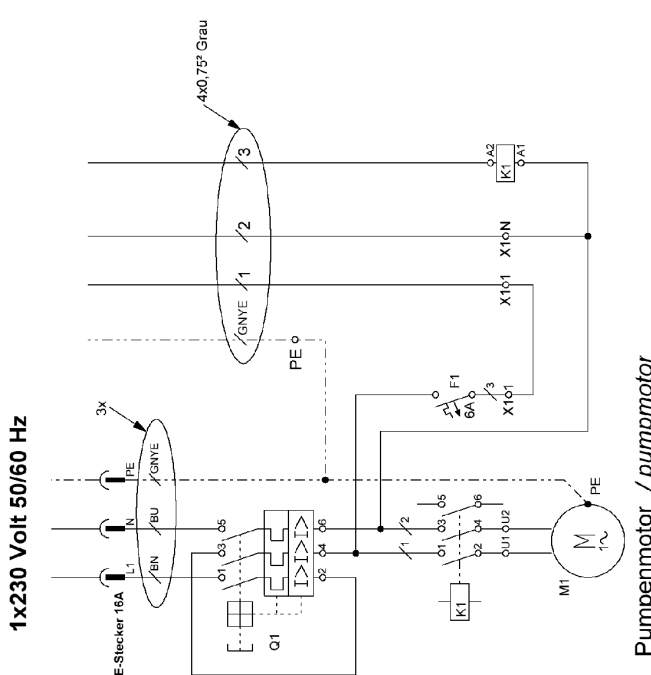 1x230 Volt 50/60 Hz
4x0,75² Grau
3x
E-Stecker 16A
L1
N
PE
/BN
/BU
/GNYE
/GNYE
/1
/2
/3
PE
Q1
1
3
5
2
4
6
I> I> I>
F1
6A
3
X1 1
X1 1
X1 N
A2
K1
A1
/1
/2
K1
1
3
5
2
4
6
U1
U2
M1
M
1~
PE
Pumpenmotor / pumpmotor